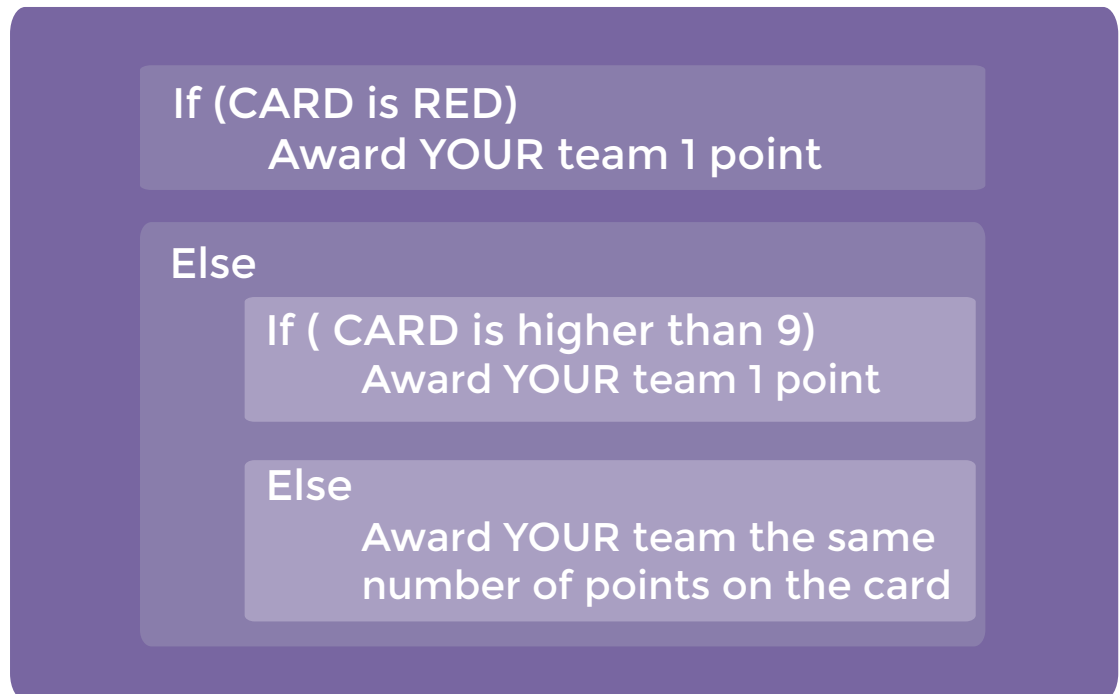 If (CARD is RED)
Award YOUR team 1 point
Else
If ( CARD is higher than 9)
Award YOUR team 1 point
Else
Award YOUR team the same
number of points on the card